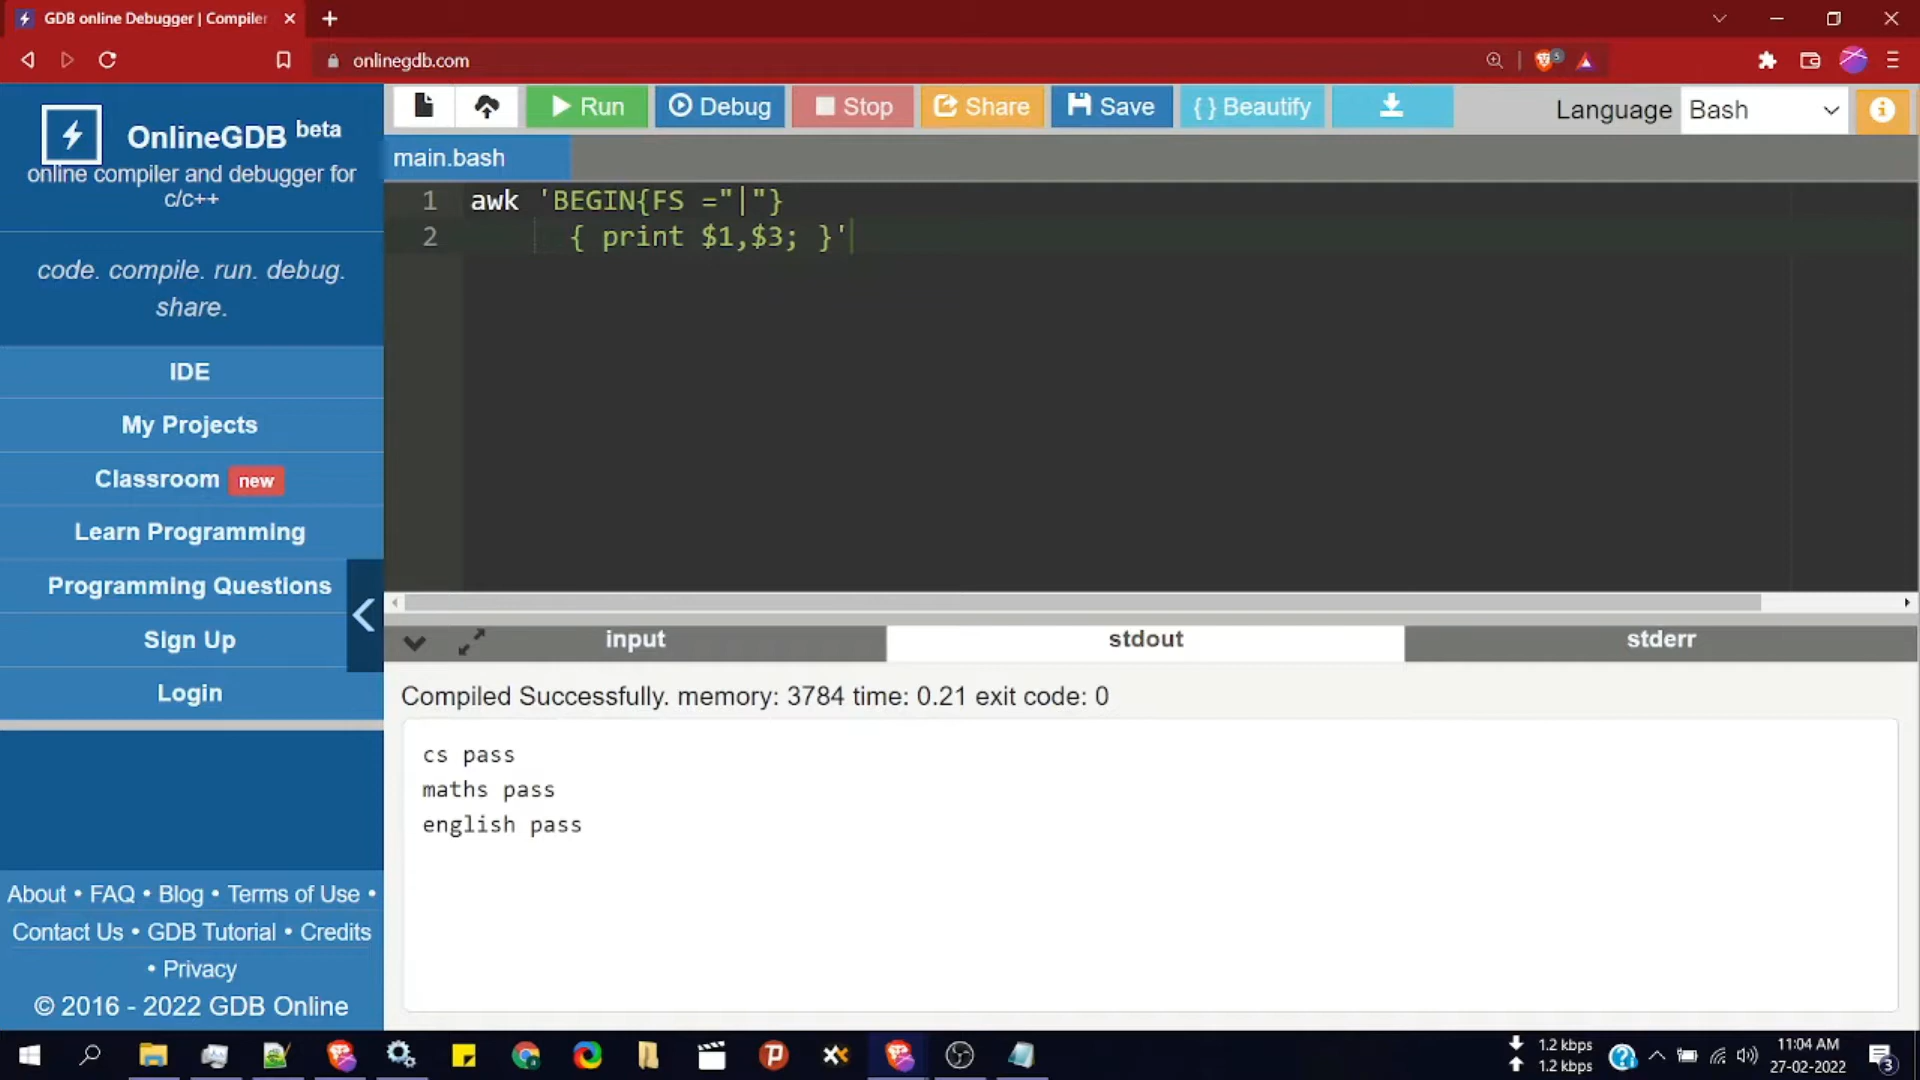 GDB online Debugger | Compiler
onlinegdb.com
5
OnlineGDB beta
online compiler and debugger for
c/c++
code. compile. run. debug.
share.
IDE
My Projects
Classroom new
Learn Programming
Programming Questions
Sign Up
Login
About • FAQ • Blog • Terms of Use •
Contact Us • GDB Tutorial • Credits
• Privacy
© 2016 - 2022 GDB Online
Run Debug Stop Share Save { } Beautify Language Bash
main.bash
1 awk 'BEGIN{FS ="|"}
2 { print $1,$3; }'
input stdout stderr
Compiled Successfully. memory: 3784 time: 0.21 exit code: 0
cs pass
maths pass
english pass
1.2 kbps
1.2 kbps
11:04 AM
27-02-2022
3